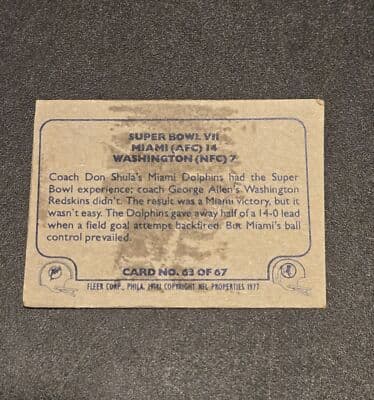 SUPER BOWL VII
MIAMI (AFC) 14
WASHINGTON (NFC) 7
Coach Don Shula's Miami Dolphins had the Super
Bowl experience; coach George Allen's Washington
Redskins didn't. The result was a Miami victory, but it
wasn't easy. The Dolphins gave away half of a 14-0 lead
when a field goal attempt backfired. But Miami's ball
control prevailed.
CARD NO. 63 OF 67
FLEER CORP., PHILA. 19141 COPYRIGHT NFL PROPERTIES 1977